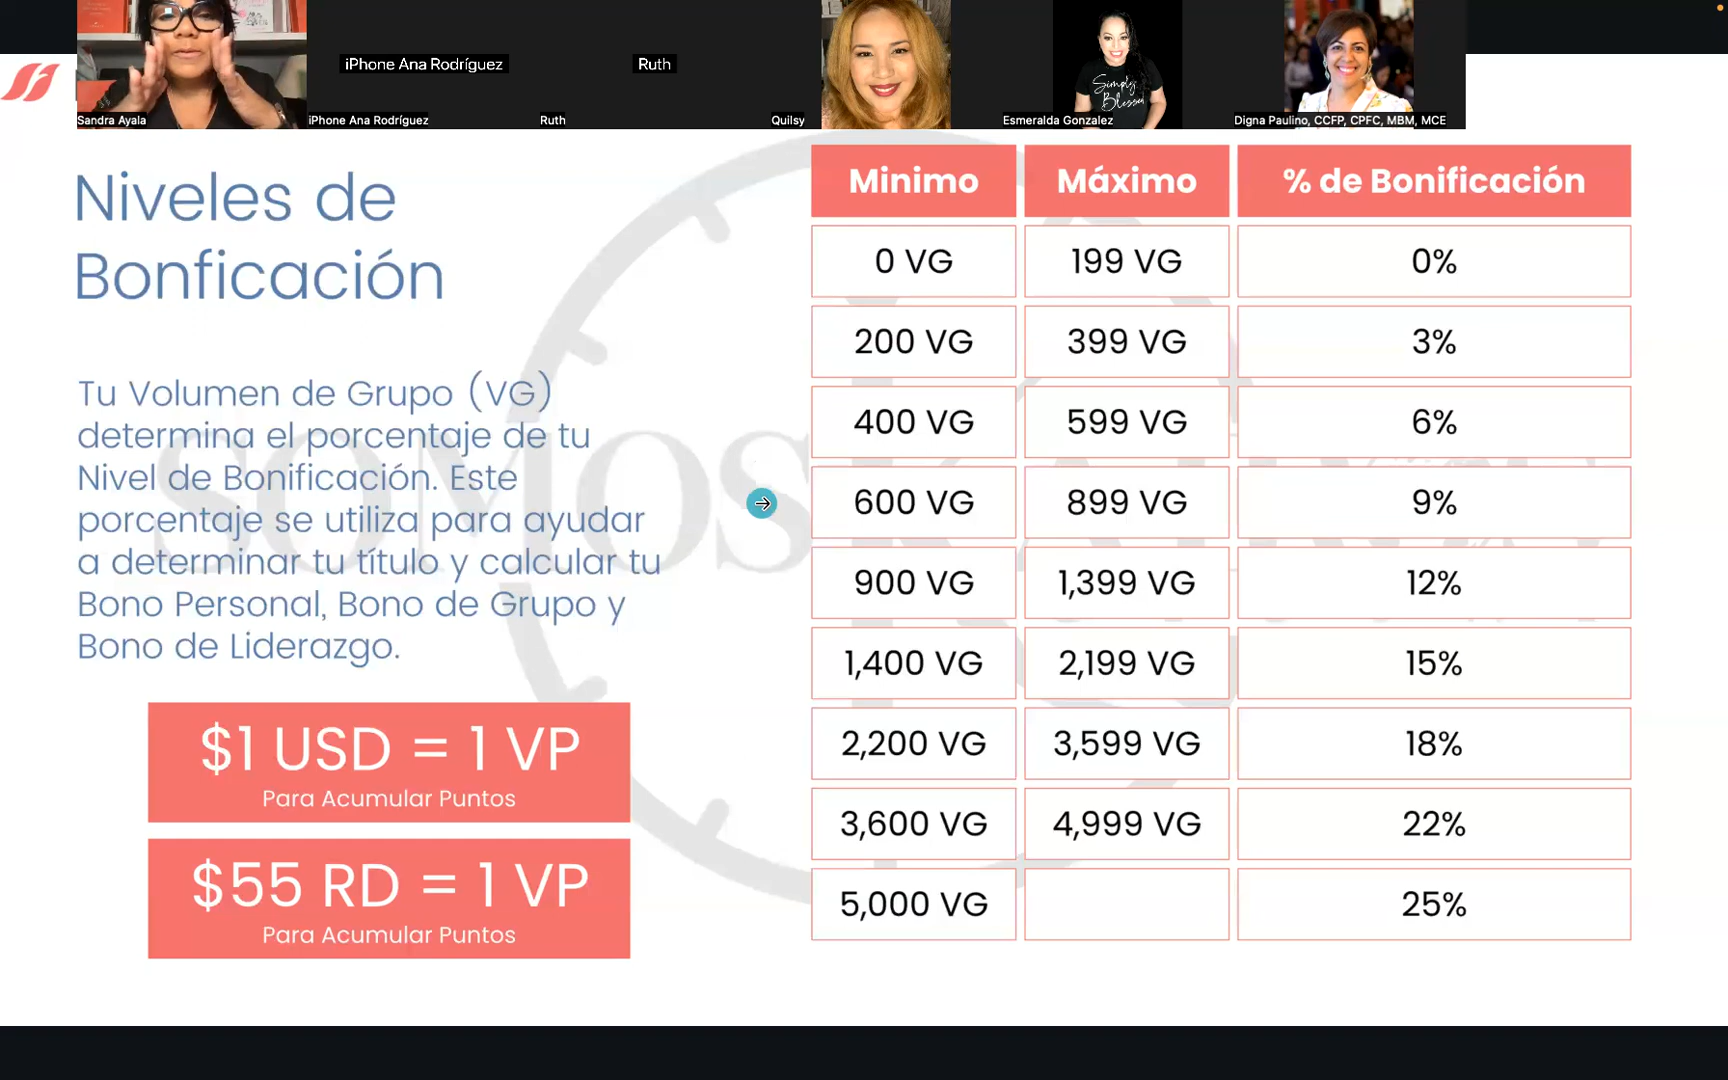 iPhone Ana Rodríguez
Ruth
Sandra Ayala
iPhone Ana Rodríguez
Ruth
Quilsy
Simply
Blessed
Esmeralda Gonzalez
Digna Paulino, CCFP, CPFC, MBM, MCE
Niveles de
Bonficación
Tu Volumen de Grupo (VG)
determina el porcentaje de tu
Nivel de Bonificación. Este
porcentaje se utiliza para ayudar
a determinar tu título y calcular tu
Bono Personal, Bono de Grupo y
Bono de Liderazgo.
$1 USD = 1 VP
Para Acumular Puntos
$55 RD = 1 VP
Para Acumular Puntos
Minimo Máximo % de Bonificación
0 VG 199 VG 0%
200 VG 399 VG 3%
400 VG 599 VG 6%
600 VG 899 VG 9%
900 VG 1,399 VG 12%
1,400 VG 2,199 VG 15%
2,200 VG 3,599 VG 18%
3,600 VG 4,999 VG 22%
5,000 VG 25%
SOMOS